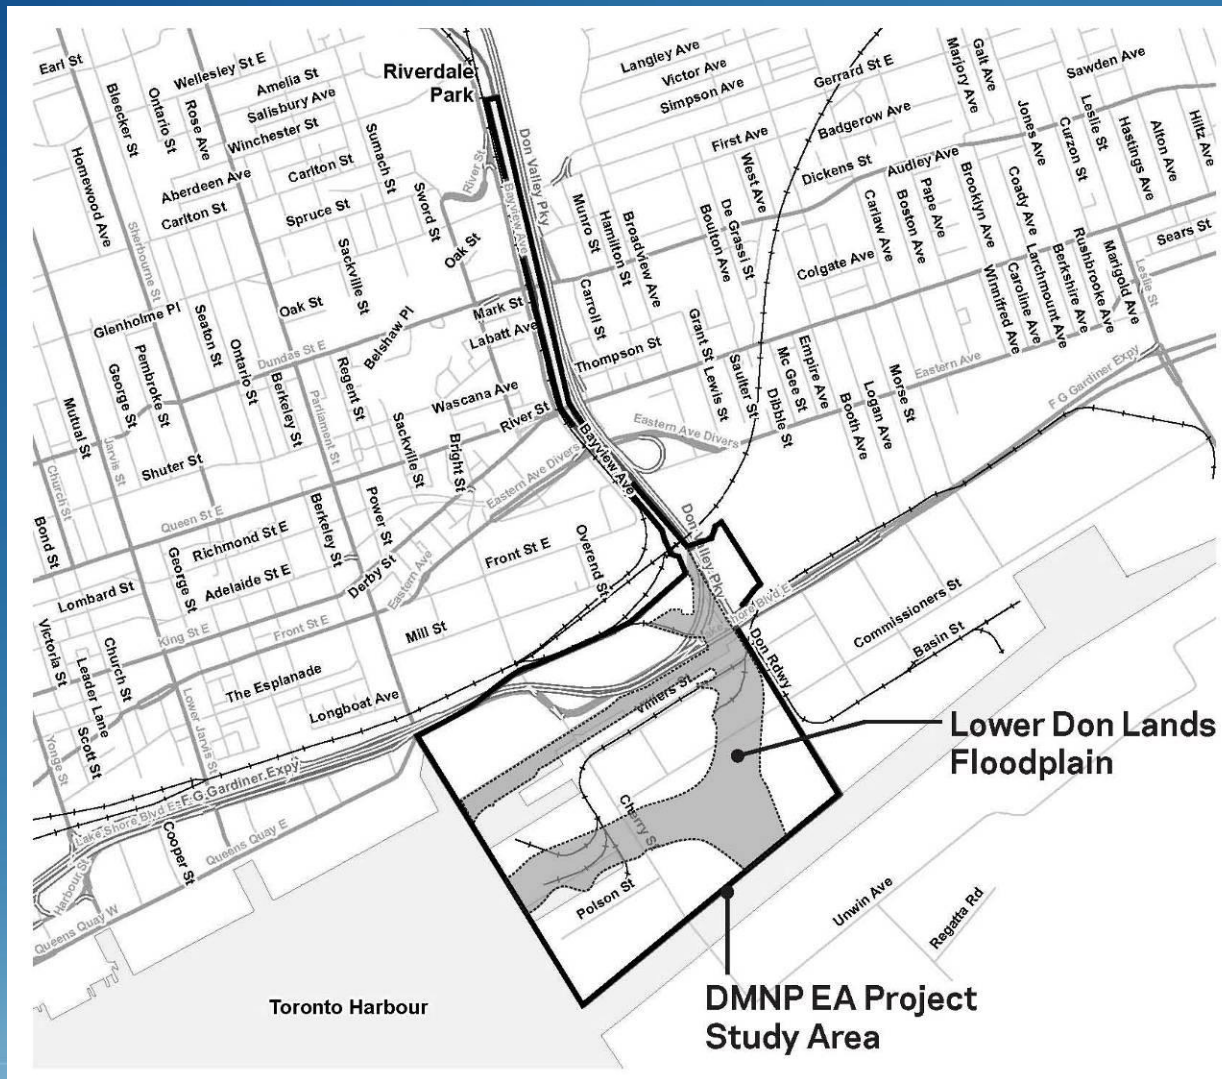 Earl St
Bleecker St
Ontario St
Rose Ave
Wellesley St E
Amelia St
Salisbury Ave
Winchester St
Riverdale
Park
Langley Ave
Victor Ave
Simpson Ave
Gerrard St E
Marjory Ave
Galt Ave
Sawden Ave
Homewood Ave
Aberdeen Ave
Carlton St
Carlton St
Spruce St
Sumach St
Sword St
River St
Don Valley Pky
Bayview Ave
First Ave
Badgerow Ave
West Ave
Dickens St
Audley Ave
Jones Ave
Curzon St
Leslie St
Hastings Ave
Alton Ave
Hiltz Ave
Sherbourne St
Sackville St
Oak St
Munro St
Hamilton St
Broadview Ave
Boulton Ave
De Grassi St
Carlaw Ave
Boston Ave
Pape Ave
Brooklyn Ave
Coady Ave
Sears St
Glenholme Pl
Seaton St
Ontario St
Oak St
Dundas St E
Belshaw Pl
Mark St
Labatt Ave
Carroll St
Thompson St
Colgate Ave
Winnifred Ave
Caroline Ave
Larchmount Ave
Berkshire Ave
Rushbrooke Ave
Marigold Ave
Leslie St
Mutual St
George St
Pembroke St
Berkeley St
Regent St
Parliament St
Wascana Ave
River St
Grant St
Lewis St
Saulter St
Mc Gee St
Empire Ave
Dibble St
Booth Ave
Logan Ave
Morse St
Eastern Ave
F G Gardiner Expy
Church St
Jarvis St
Shuter St
Sackville St
Bright St
Eastern Ave Divers
Bayview Ave
Eastern Ave Divers
Bond St
Queen St E
Richmond St E
Berkeley St
Power St
Don Valley Pky
Lombard St
George St
Adelaide St E
Derby St
Eastern Ave
Front St E
Overend St
Victoria St
Leader Lane
Church St
King St E
Front St E
Mill St
Lake Shore Blvd E
Commissioners St
Basin St
Don Rdwy
Scott St
The Esplanade
Longboat Ave
Villiers St
Yonge St
Lower Jarvis St
Lower Don Lands
Floodplain
Lake Shore Blvd E
F G Gardiner Expy
Cooper St
Queens Quay E
Cherry St
Harbour St
Queens Quay W
Polson St
Unwin Ave
Regatta Rd
Toronto Harbour
DMNP EA Project
Study Area